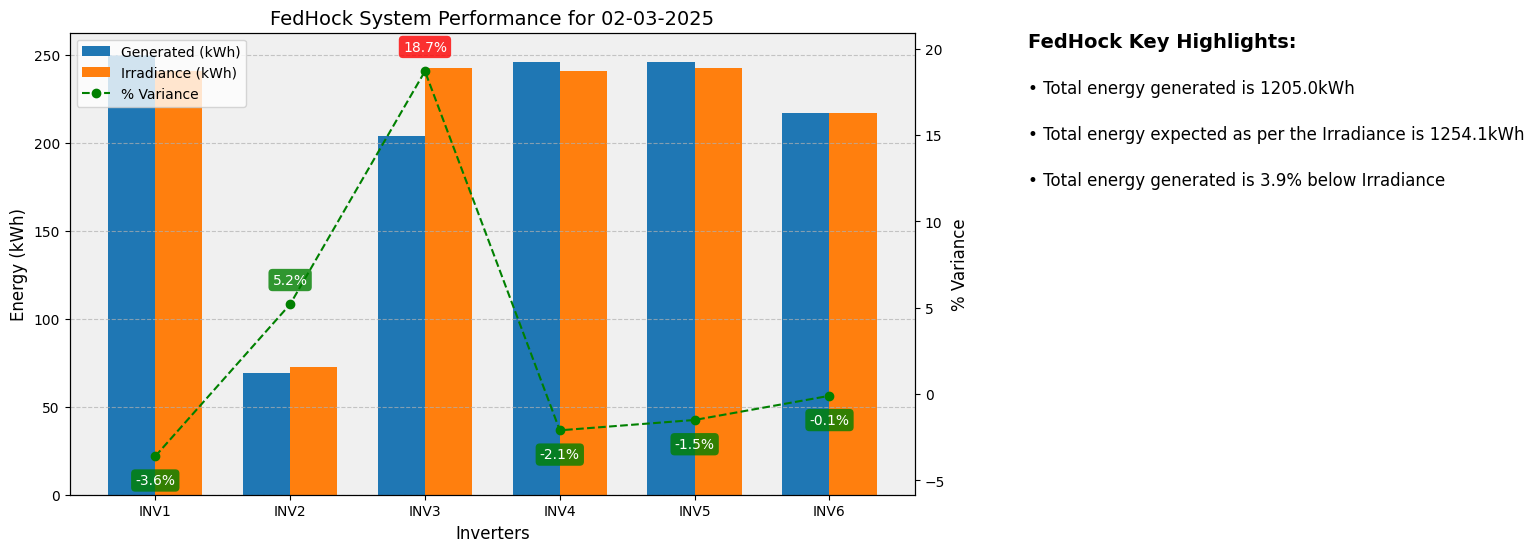 FedHock System Performance for 02-03-2025
Generated (kWh)
Irradiance (kWh)
% Variance
Energy (kWh)
250
200
150
100
50
0
-3.6%
5.2%
18.7%
-2.1%
-1.5%
-0.1%
INV1
INV2
INV3
INV4
INV5
INV6
Inverters
20
15
10
5
0
−5
% Variance
FedHock Key Highlights:
• Total energy generated is 1205.0kWh
• Total energy expected as per the Irradiance is 1254.1kWh
• Total energy generated is 3.9% below Irradiance